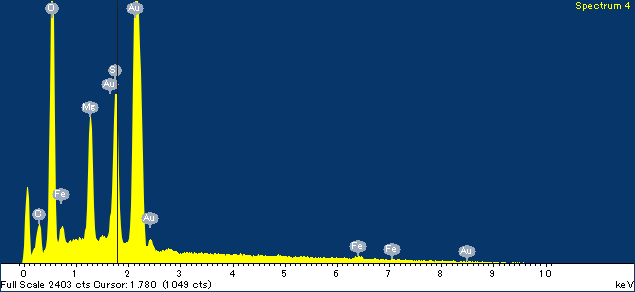 Spectrum 4
O
Au
S
Au
Mg
Fe
O
Au
Fe
Fe
Au
0 1 2 3 4 5 6 7 8 9 10
Full Scale 2403 cts Cursor: 1.780 (1049 cts) keV